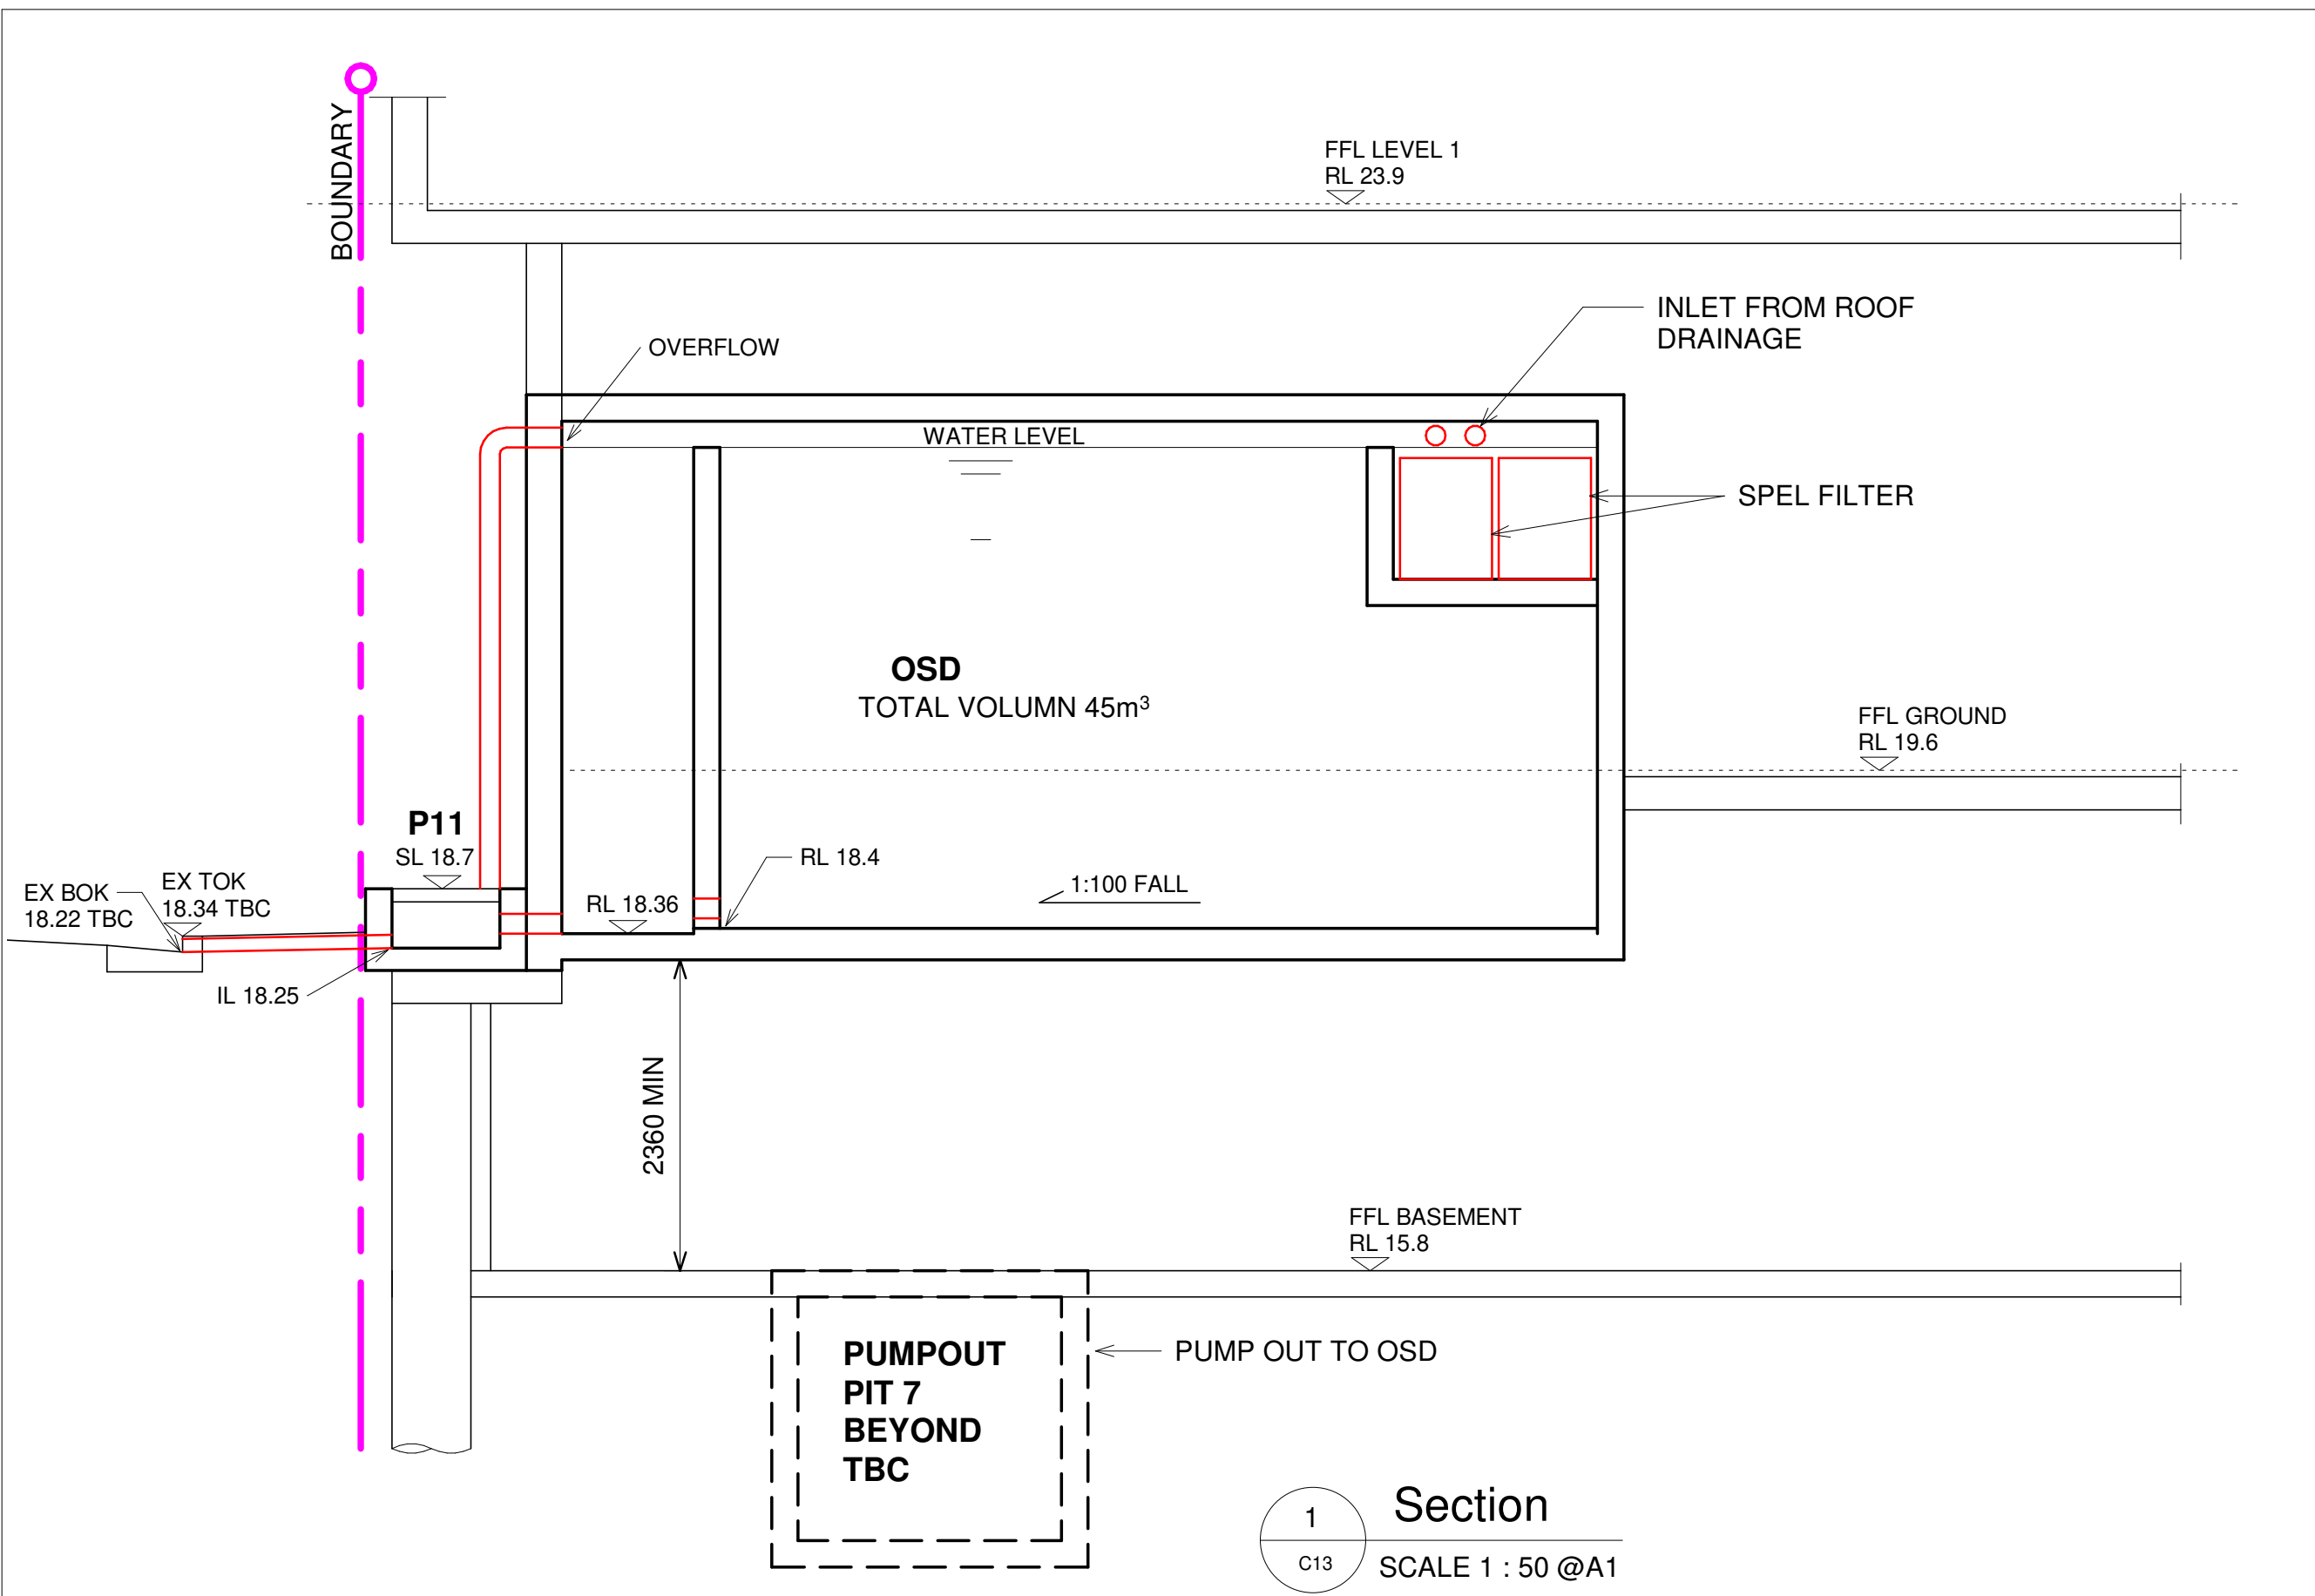 BOUNDARY
FFL LEVEL 1
RL 23.9
INLET FROM ROOF
DRAINAGE
OVERFLOW
WATER LEVEL
SPEL FILTER
OSD
TOTAL VOLUMN 45m³
FFL GROUND
RL 19.6
P11
SL 18.7
RL 18.4
EX BOK
18.22 TBC
EX TOK
18.34 TBC
RL 18.36
1:100 FALL
IL 18.25
2360 MIN
FFL BASEMENT
RL 15.8
PUMPOUT
PIT 7
BEYOND
TBC
PUMP OUT TO OSD
1
C13
Section
SCALE 1 : 50 @A1